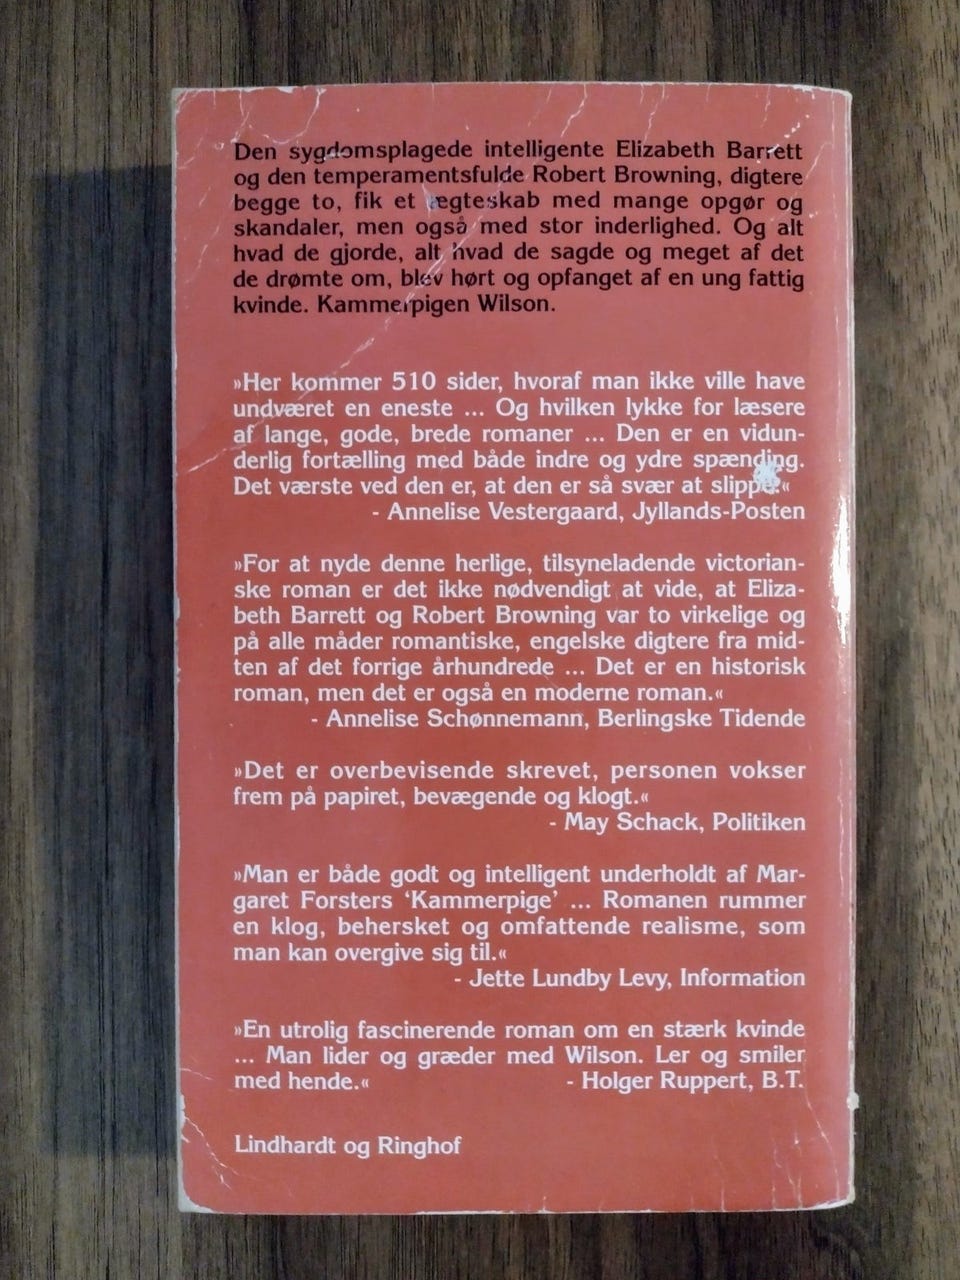 Den sygdomsplagede intelligente Elizabeth Barrett
og den temperamentsfulde Robert Browning, digtere
begge to, fik et ægteskab med mange opgør og
skandaler, men også med stor inderlighed. Og alt
hvad de gjorde, alt hvad de sagde og meget af det
de drømte om, blev hørt og opfanget af en ung fattig
kvinde. Kammerpigen Wilson.
»Her kommer 510 sider, hvoraf man ikke ville have
undværet en eneste ... Og hvilken lykke for læsere
af lange, gode, brede romaner ... Den er en vidun-
derlig fortælling med både indre og ydre spænding.
Det værste ved den er, at den er så svær at slippe.«
- Annelise Vestergaard, Jyllands-Posten
»For at nyde denne herlige, tilsyneladende victorian-
ske roman er det ikke nødvendigt at vide, at Eliza-
beth Barrett og Robert Browning var to virkelige og
på alle måder romantiske, engelske digtere fra mid-
ten af det forrige århundrede ... Det er en historisk
roman, men det er også en moderne roman.«
- Annelise Schønnemann, Berlingske Tidende
»Det er overbevisende skrevet, personen vokser
frem på papiret, bevægende og klogt.«
- May Schack, Politiken
»Man er både godt og intelligent underholdt af Mar-
garet Forsters ‘Kammerpige’ ... Romanen rummer
en klog, behersket og omfattende realisme, som
man kan overgive sig til.«
- Jette Lundby Levy, Information
»En utrolig fascinerende roman om en stærk kvinde
... Man lider og græder med Wilson. Ler og smiler
med hende.« - Holger Ruppert, B.T.
Lindhardt og Ringhof